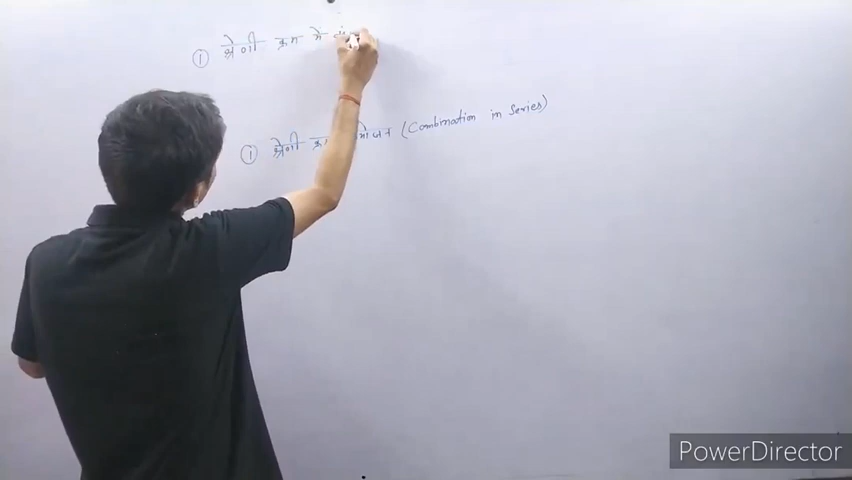 ① श्रेणी क्रम में
① श्रेणी (Combination in Series)
PowerDirector